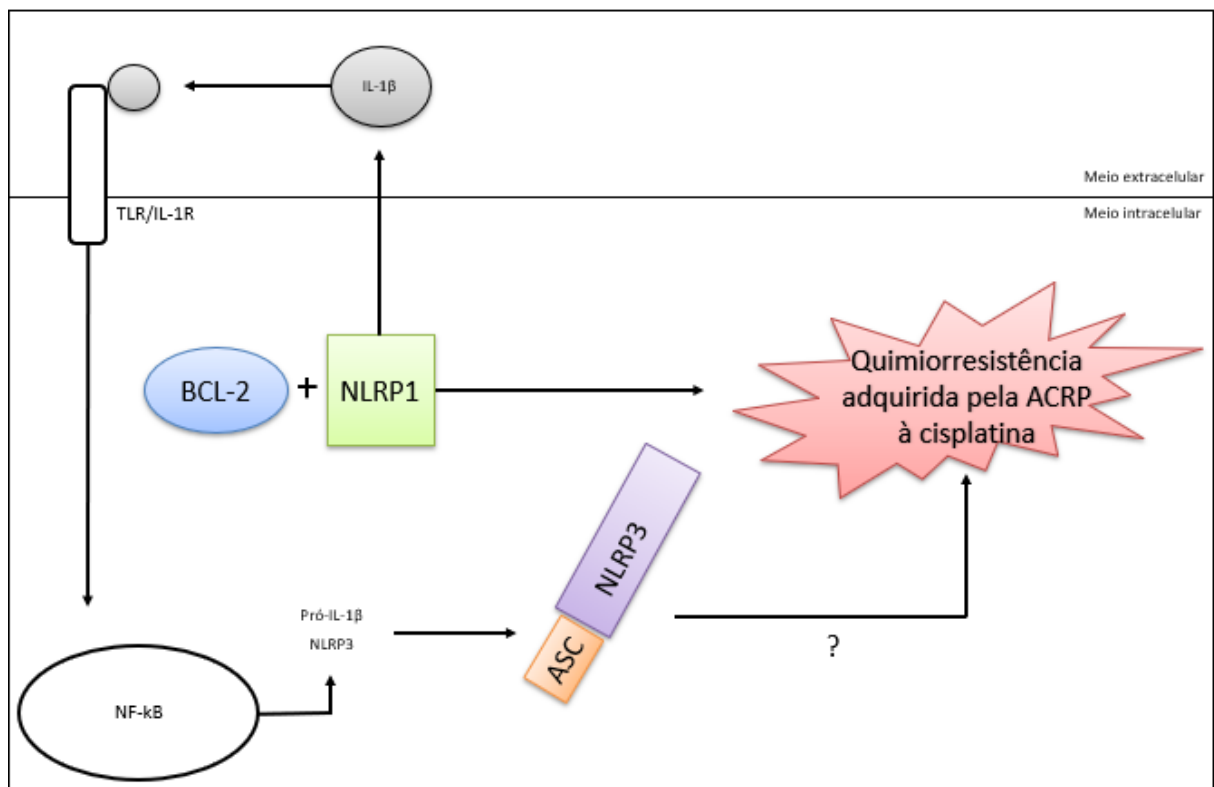 IL-1β
Meio extracelular
TLR/IL-1R
Meio intracelular
BCL-2
+
NLRP1
Quimiorresistência
adquirida pela ACRP
à cisplatina
NLRP3
ASC
Pró-IL-1β
NLRP3
?
NF-kB